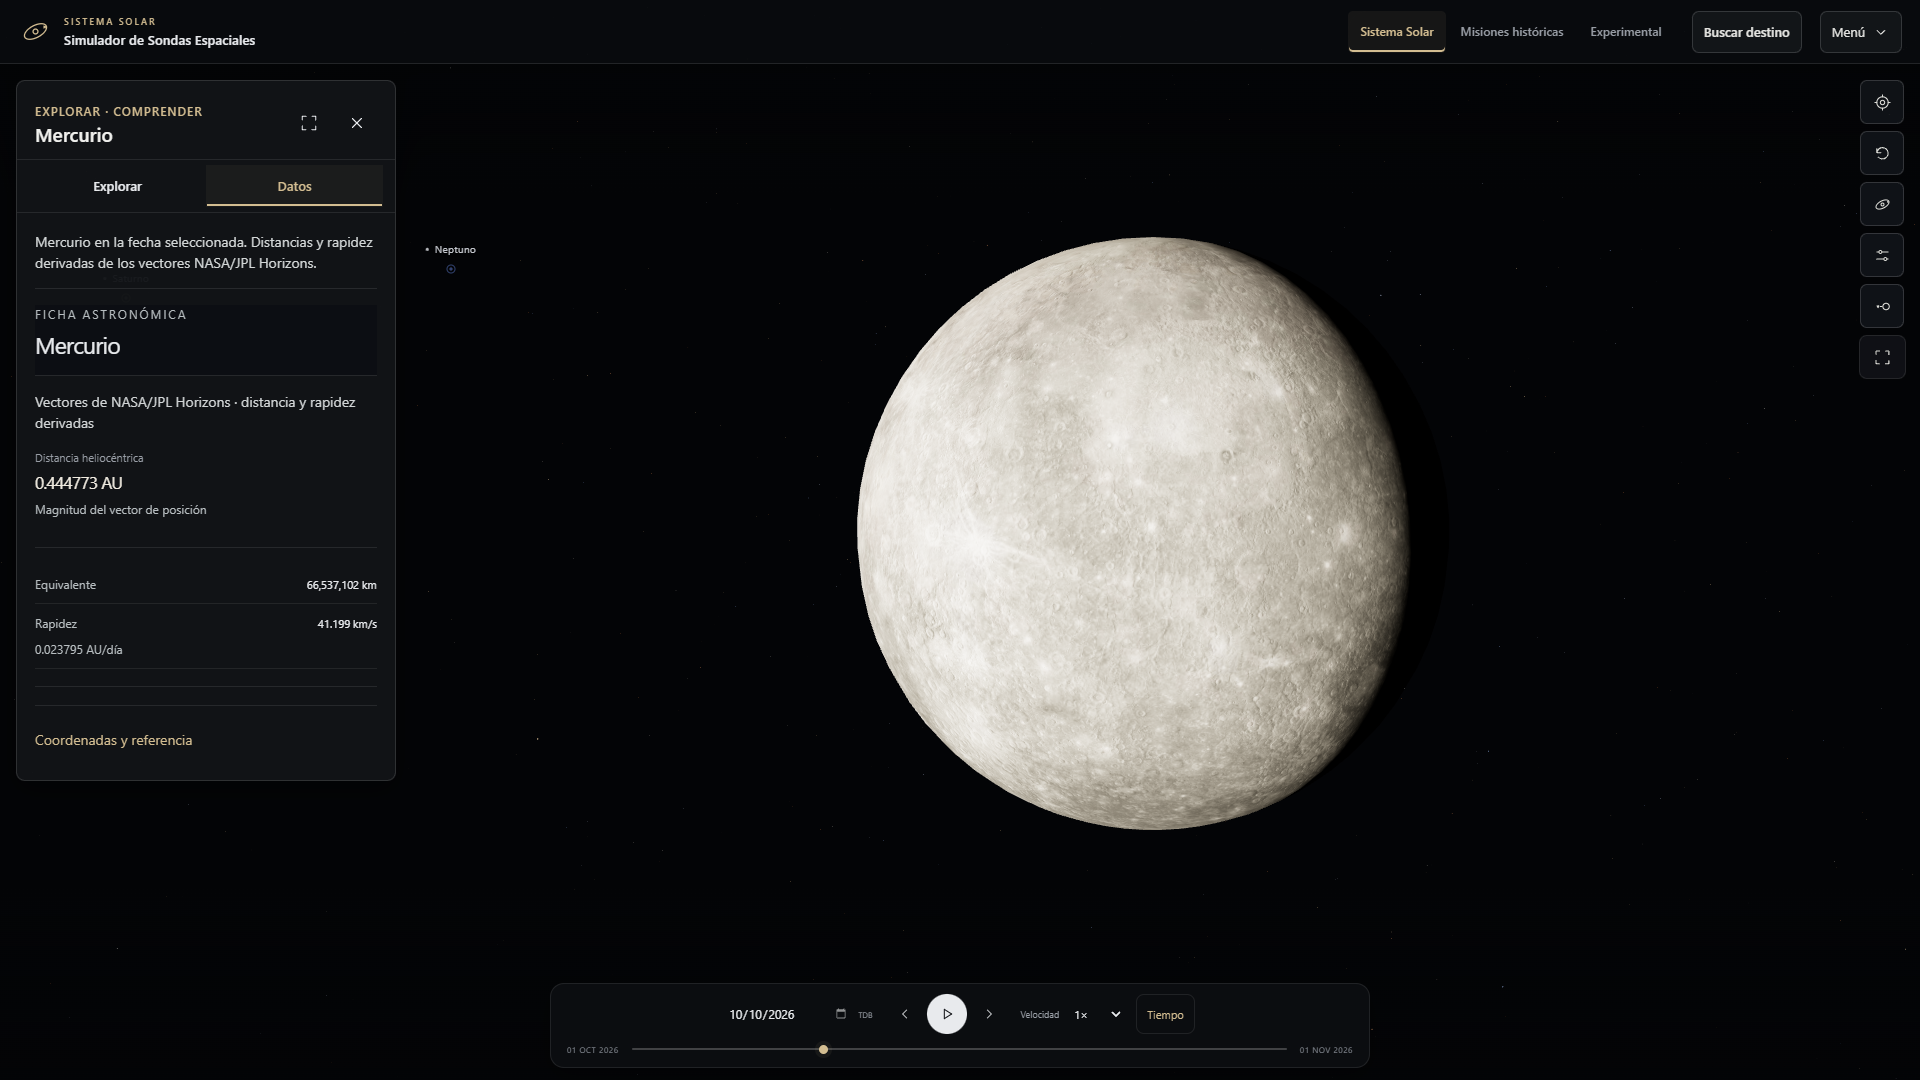 SISTEMA SOLAR
Simulador de Sondas Espaciales
Sistema Solar
Misiones históricas
Experimental
Buscar destino
Menú
EXPLORAR · COMPRENDER
Mercurio
Explorar
Datos
Mercurio en la fecha seleccionada. Distancias y rapidez
derivadas de los vectores NASA/JPL Horizons.
FICHA ASTRONÓMICA
Mercurio
Vectores de NASA/JPL Horizons · distancia y rapidez
derivadas
Distancia heliocéntrica
0.444773 AU
Magnitud del vector de posición
Equivalente
66,537,102 km
Rapidez
41.199 km/s
0.023795 AU/día
Coordenadas y referencia
Neptuno
10/10/2026
TDB
Velocidad
1×
Tiempo
01 OCT 2026
01 NOV 2026